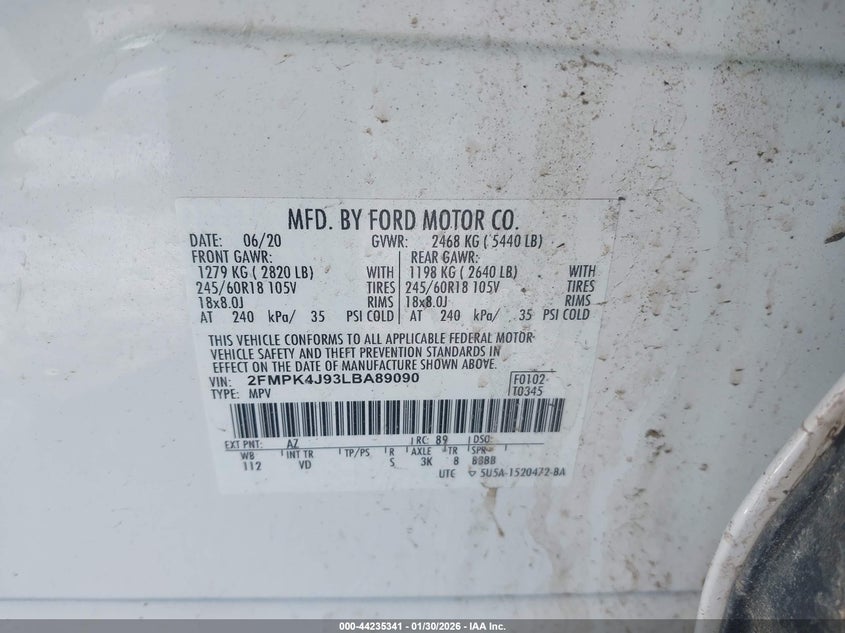 MFD. BY FORD MOTOR CO.
DATE: 06/20 GVWR: 2468 KG ( 5440 LB)
FRONT GAWR: REAR GAWR:
1279 KG ( 2820 LB) WITH 1198 KG ( 2640 LB) WITH
245/60R18 105V TIRES 245/60R18 105V TIRES
18x8.0J RIMS 18x8.0J RIMS
AT 240 kPa/ 35 PSI COLD AT 240 kPa/ 35 PSI COLD
THIS VEHICLE CONFORMS TO ALL APPLICABLE FEDERAL MOTOR
VEHICLE SAFETY AND THEFT PREVENTION STANDARDS IN
EFFECT ON THE DATE OF MANUFACTURE SHOWN ABOVE.
VIN: 2FMPK4J93LBA89090 F0102
TYPE: MPV T0345
EXT PNT: AZ RC: 89 DSO:
WB INT TR TP/PS R AXLE TR SPR
112 VD S 3K 8 BBBB
UTC 5U5A-1520472-BA
000-44235341 - 01/30/2026 - IAA Inc.